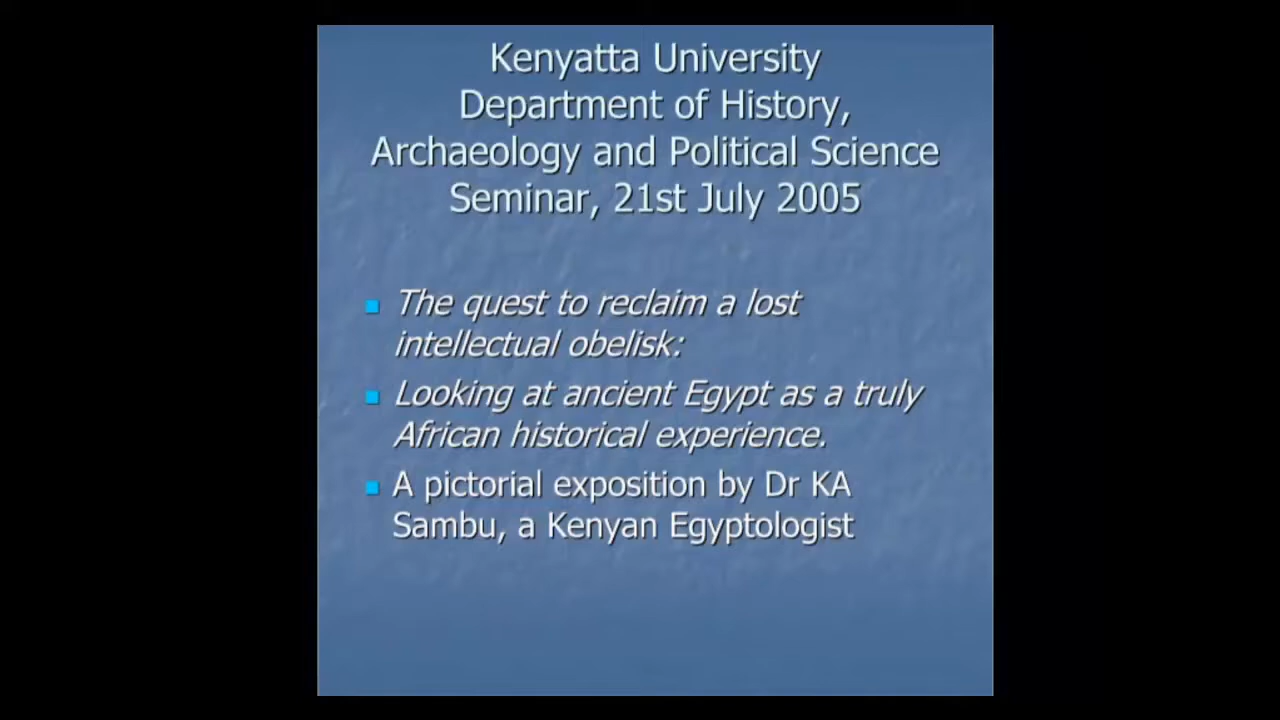 Kenyatta University
Department of History,
Archaeology and Political Science
Seminar, 21st July 2005
The quest to reclaim a lost
intellectual obelisk:
Looking at ancient Egypt as a truly
African historical experience.
A pictorial exposition by Dr KA
Sambu, a Kenyan Egyptologist